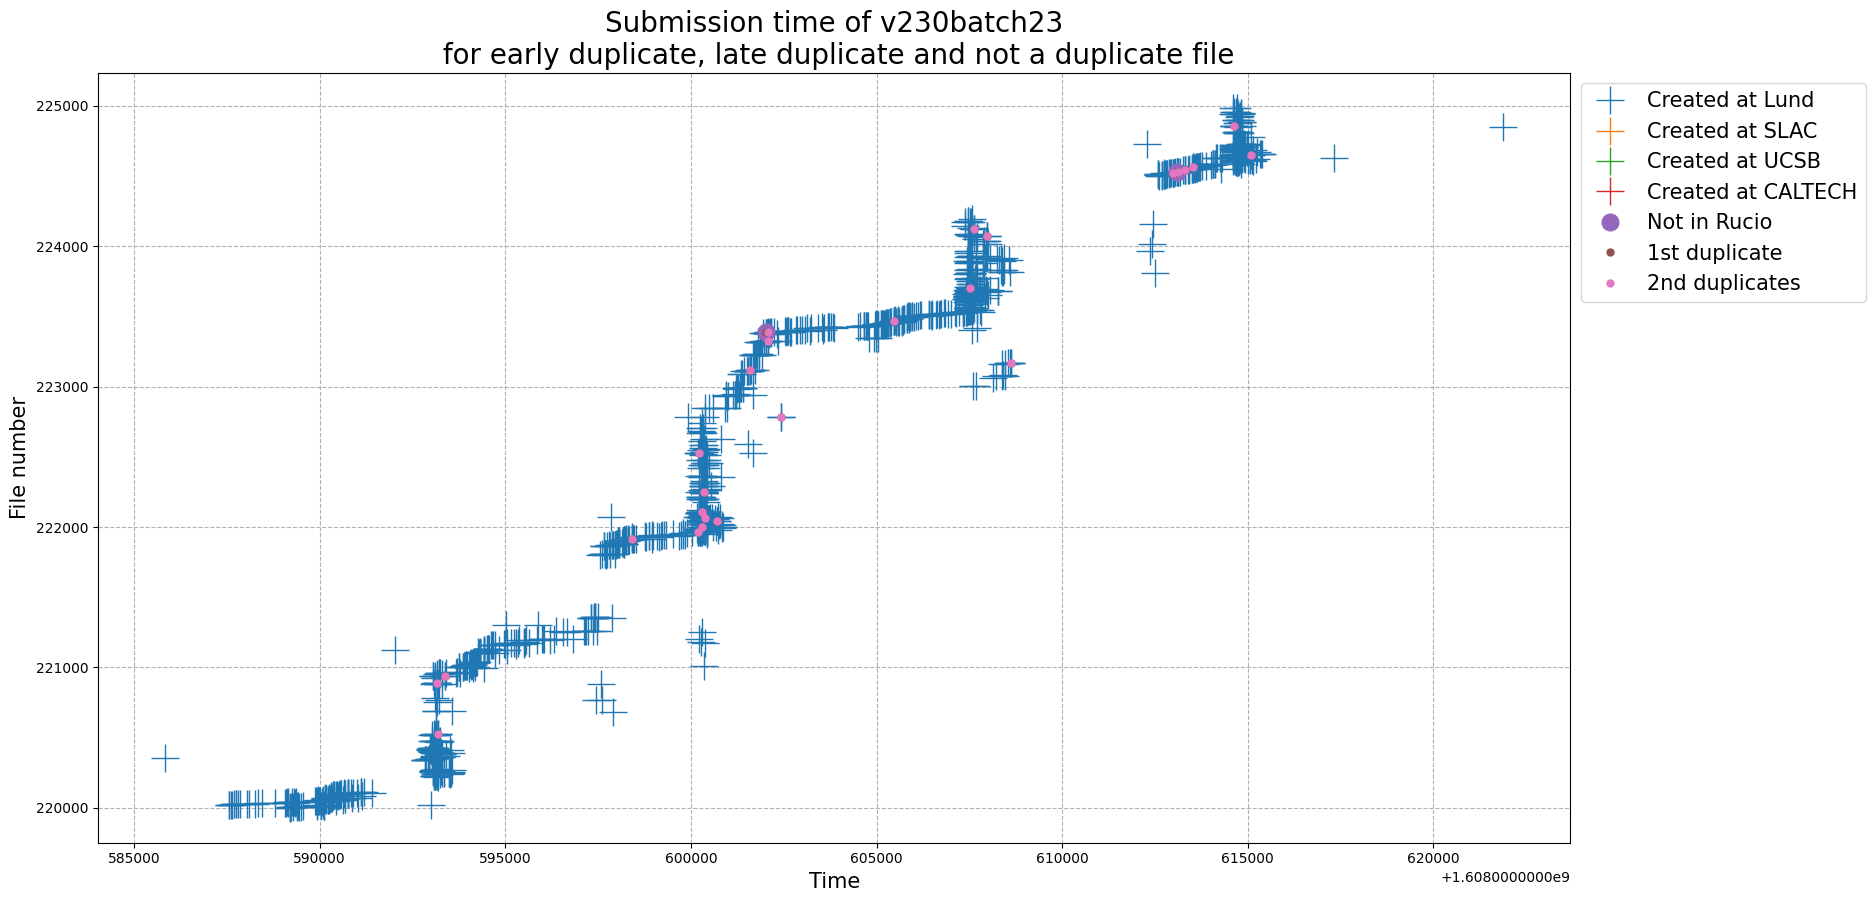 Submission time of v230batch23
for early duplicate, late duplicate and not a duplicate file
Created at Lund
Created at SLAC
Created at UCSB
Created at CALTECH
Not in Rucio
1st duplicate
2nd duplicates
File number
225000
224000
223000
222000
221000
220000
585000 590000 595000 600000 605000 610000 615000 620000
+1.6080000000e9
Time